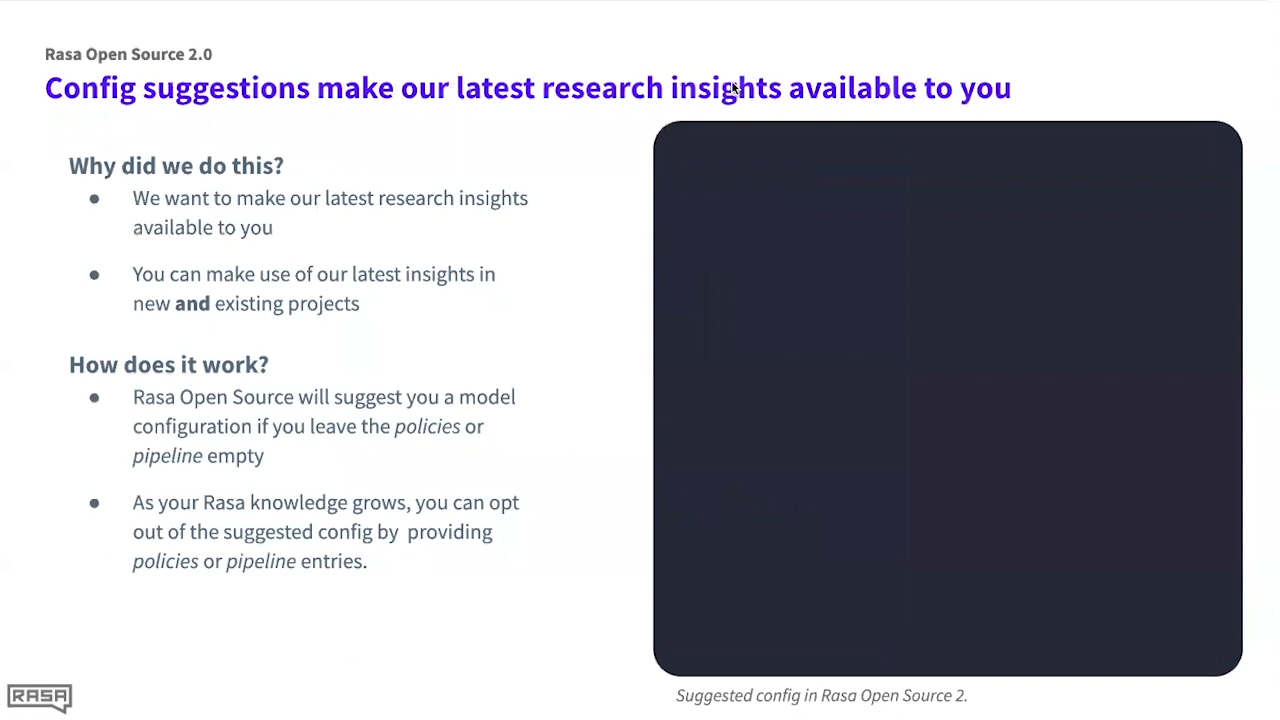 Rasa Open Source 2.0
Config suggestions make our latest research insights available to you
Why did we do this?
● We want to make our latest research insights
available to you
● You can make use of our latest insights in
new and existing projects
How does it work?
● Rasa Open Source will suggest you a model
configuration if you leave the policies or
pipeline empty
● As your Rasa knowledge grows, you can opt
out of the suggested config by providing
policies or pipeline entries.
Suggested config in Rasa Open Source 2.
RASA